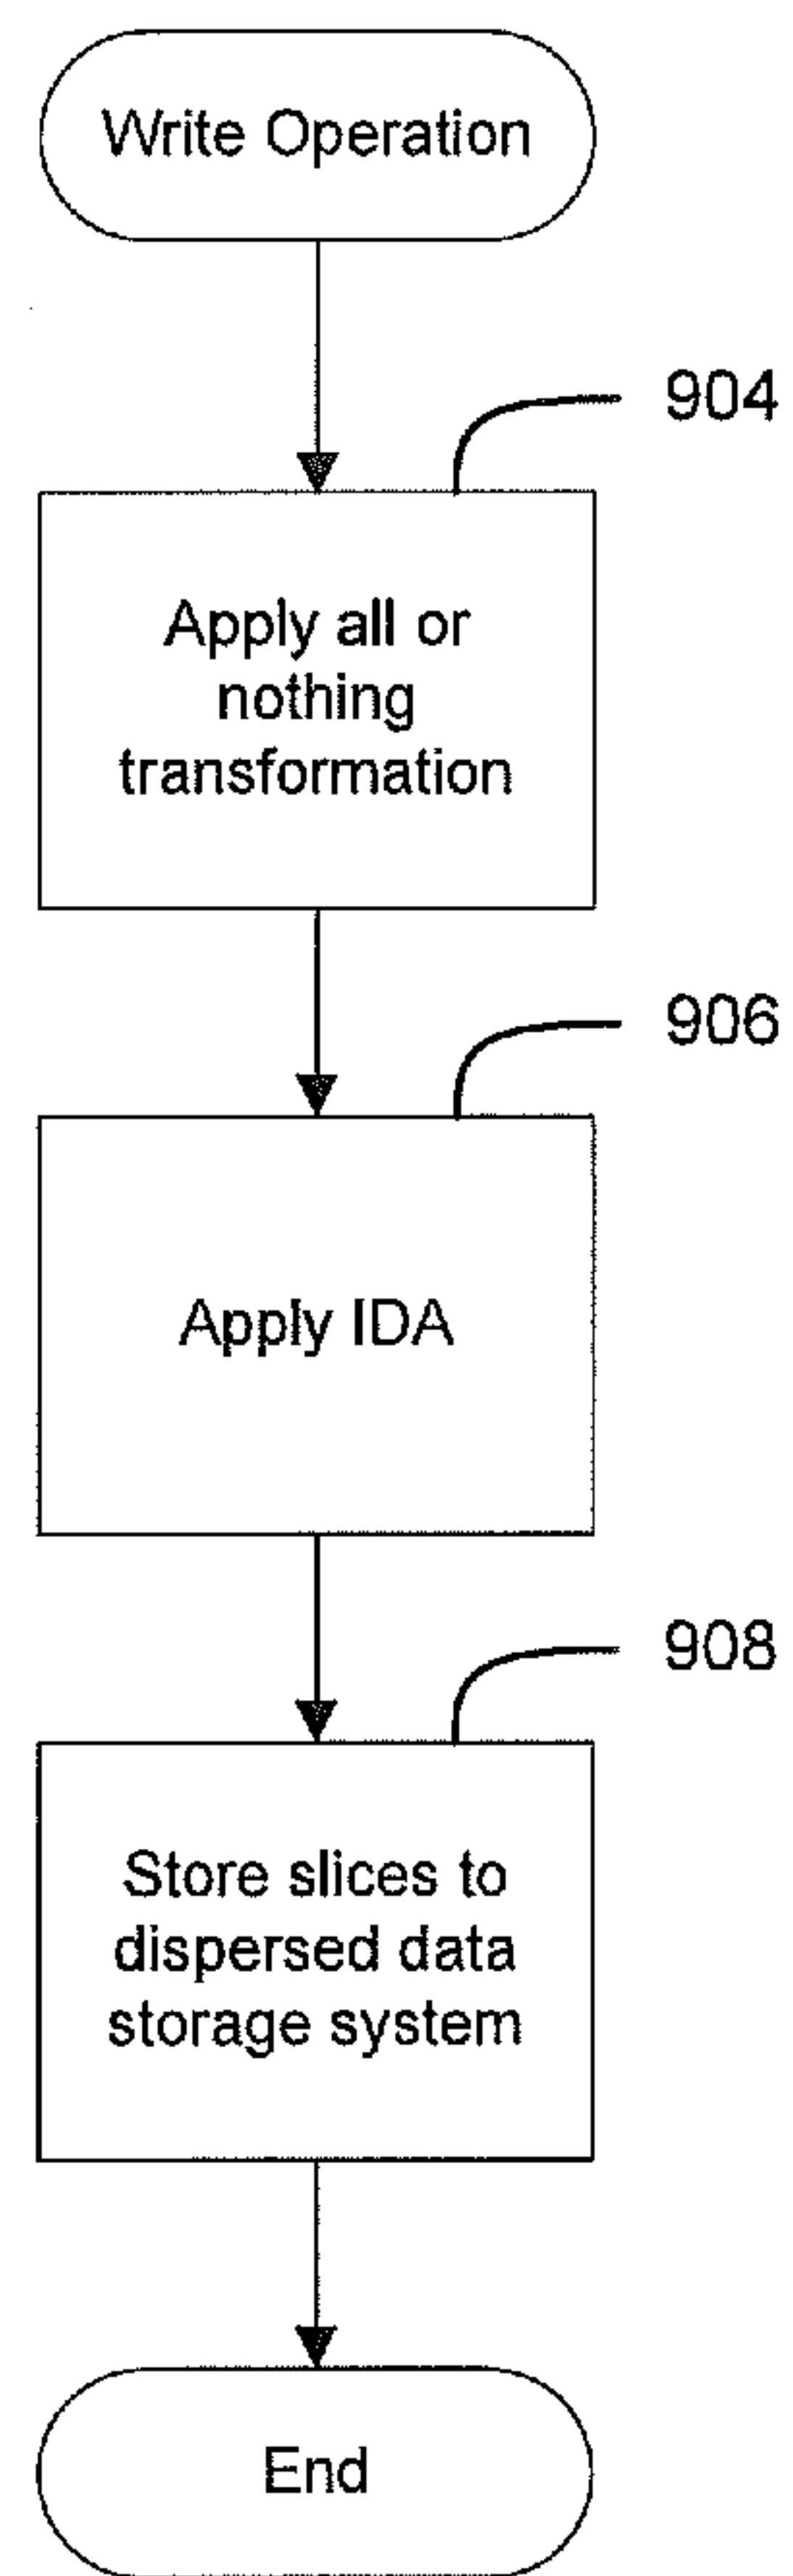 Write Operation
904
Apply all or
nothing
transformation
906
Apply IDA
908
Store slices to
dispersed data
storage system
End